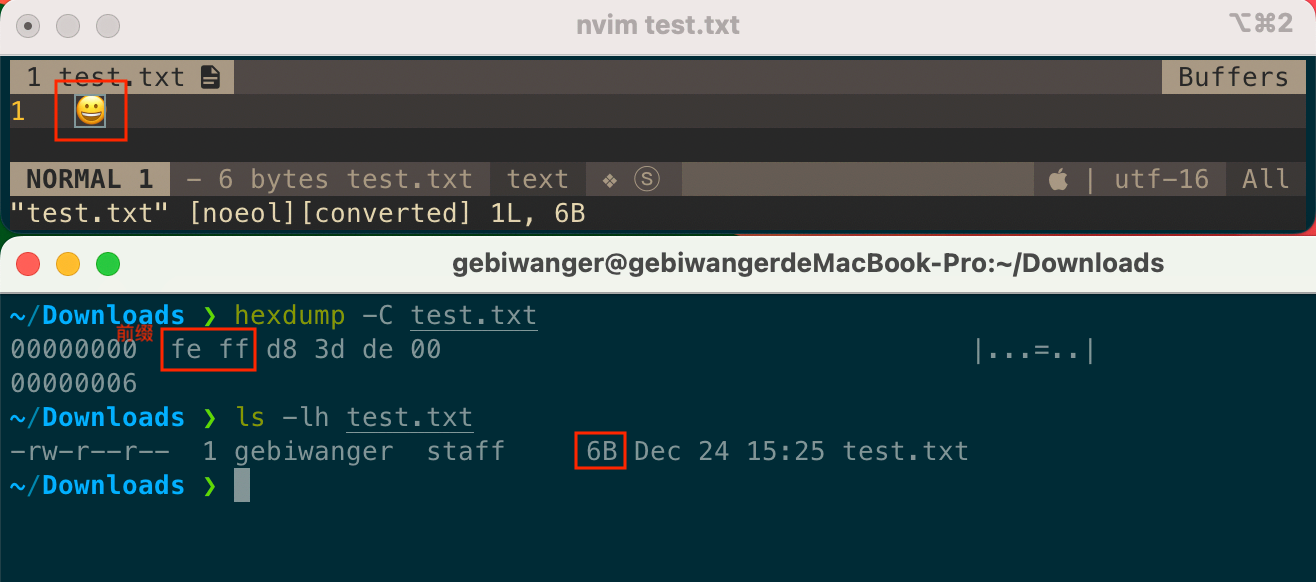 nvim test.txt ⌥⌘2
1 test.txt Buffers
1 😀
NORMAL 1 - 6 bytes test.txt text ❖ Ⓢ | utf-16 All
"test.txt" [noeol][converted] 1L, 6B
gebiwanger@gebiwangerdeMacBook-Pro:~/Downloads
~/Downloads ❯ hexdump -C test.txt
前缀
00000000 fe ff d8 3d de 00 |...=..|
00000006
~/Downloads ❯ ls -lh test.txt
-rw-r--r-- 1 gebiwanger staff 6B Dec 24 15:25 test.txt
~/Downloads ❯